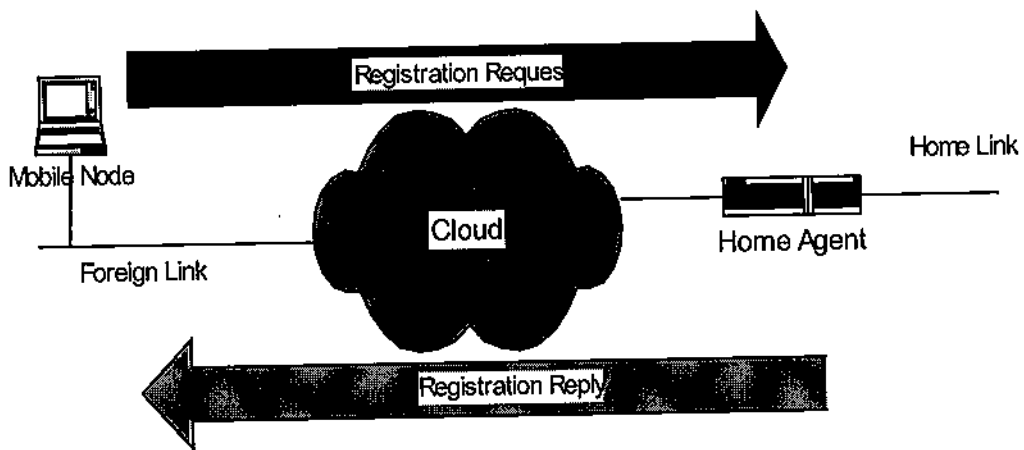 Registration Reques
Mobile Node
Home Link
Cloud
Home Agent
Foreign Link
Registration Reply